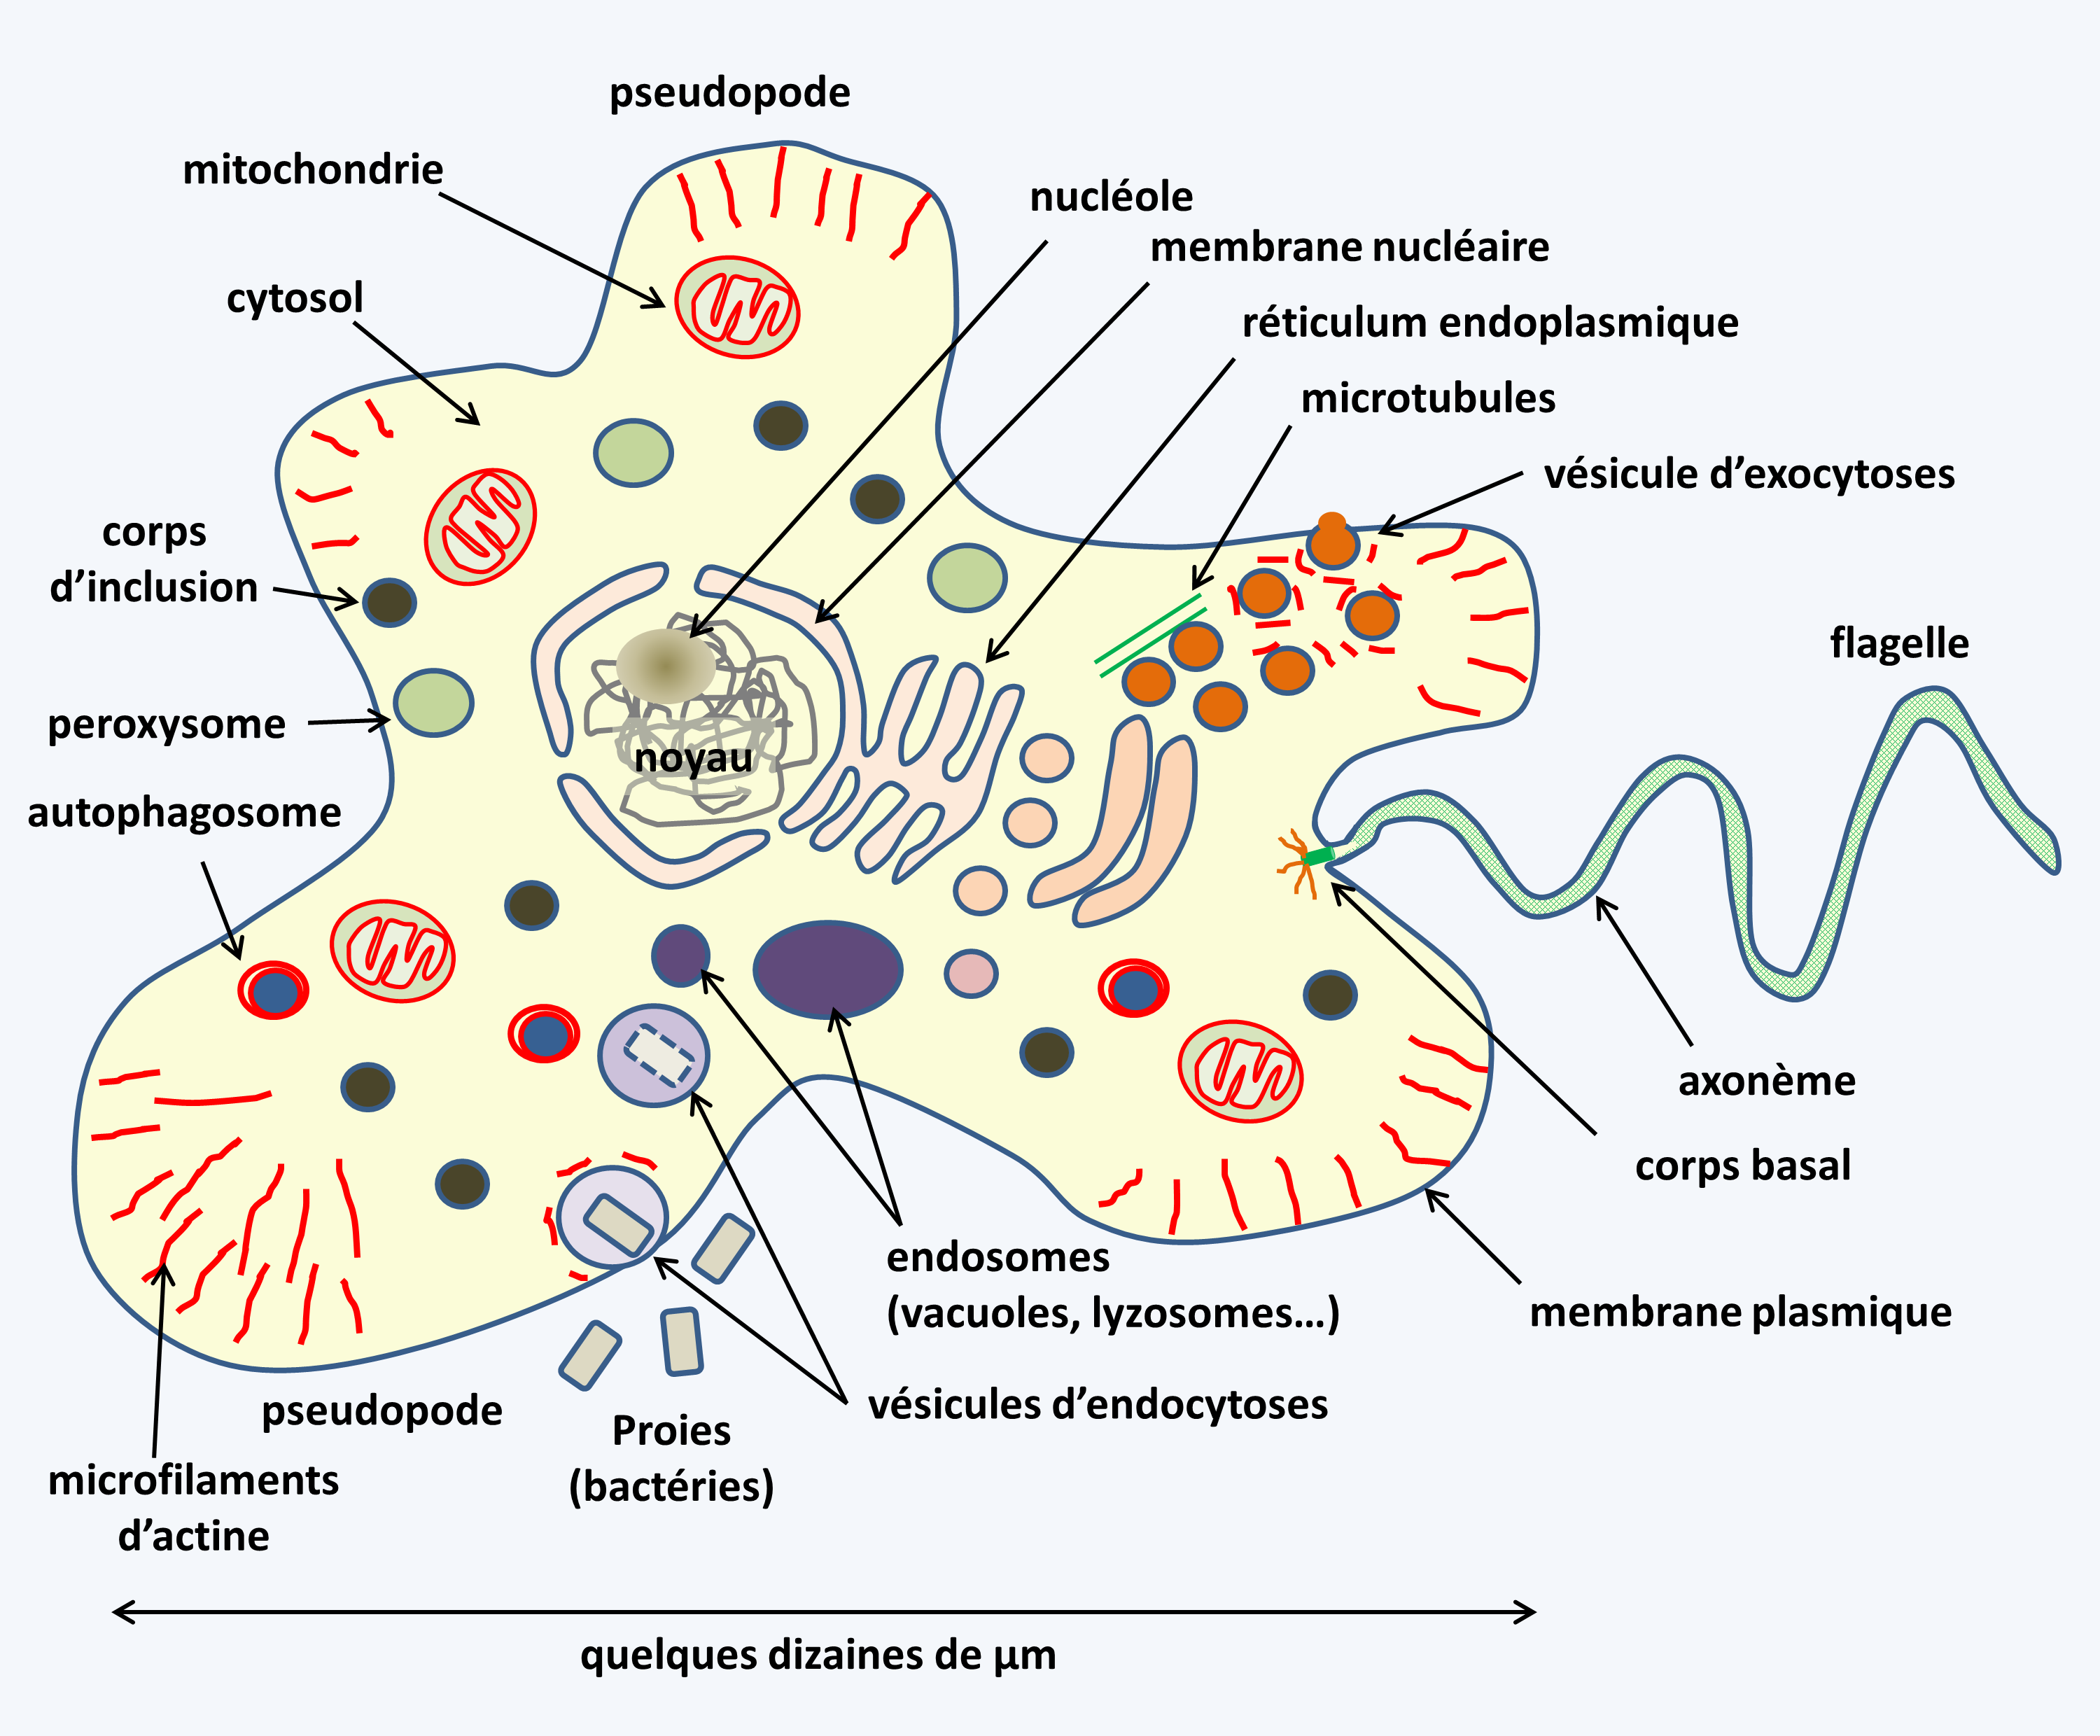 pseudopode
mitochondrie
nucléole
membrane nucléaire
cytosol
réticulum endoplasmique
microtubules
vésicule d’exocytoses
corps
d’inclusion
flagelle
peroxysome
noyau
autophagosome
axonème
corps basal
endosomes
(vacuoles, lyzosomes...)
membrane plasmique
pseudopode
vésicules d’endocytoses
Proies
(bactéries)
microfilaments
d’actine
quelques dizaines de µm